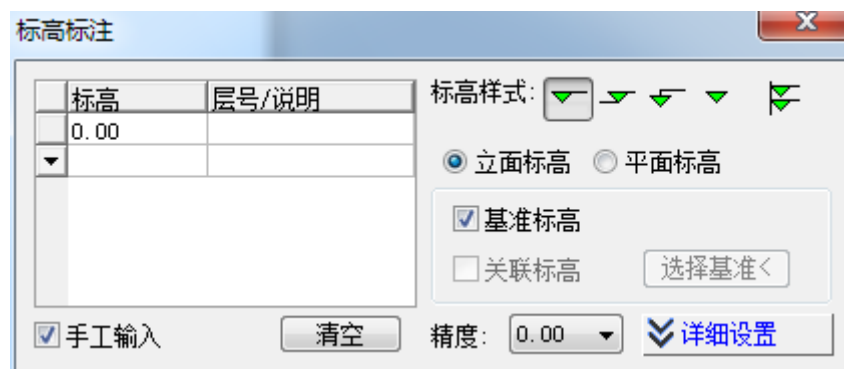 标高标注
标高 层号/说明
0.00
标高样式:
立面标高 平面标高
基准标高
关联标高 选择基准<
手工输入 清空 精度: 0.00 详细设置